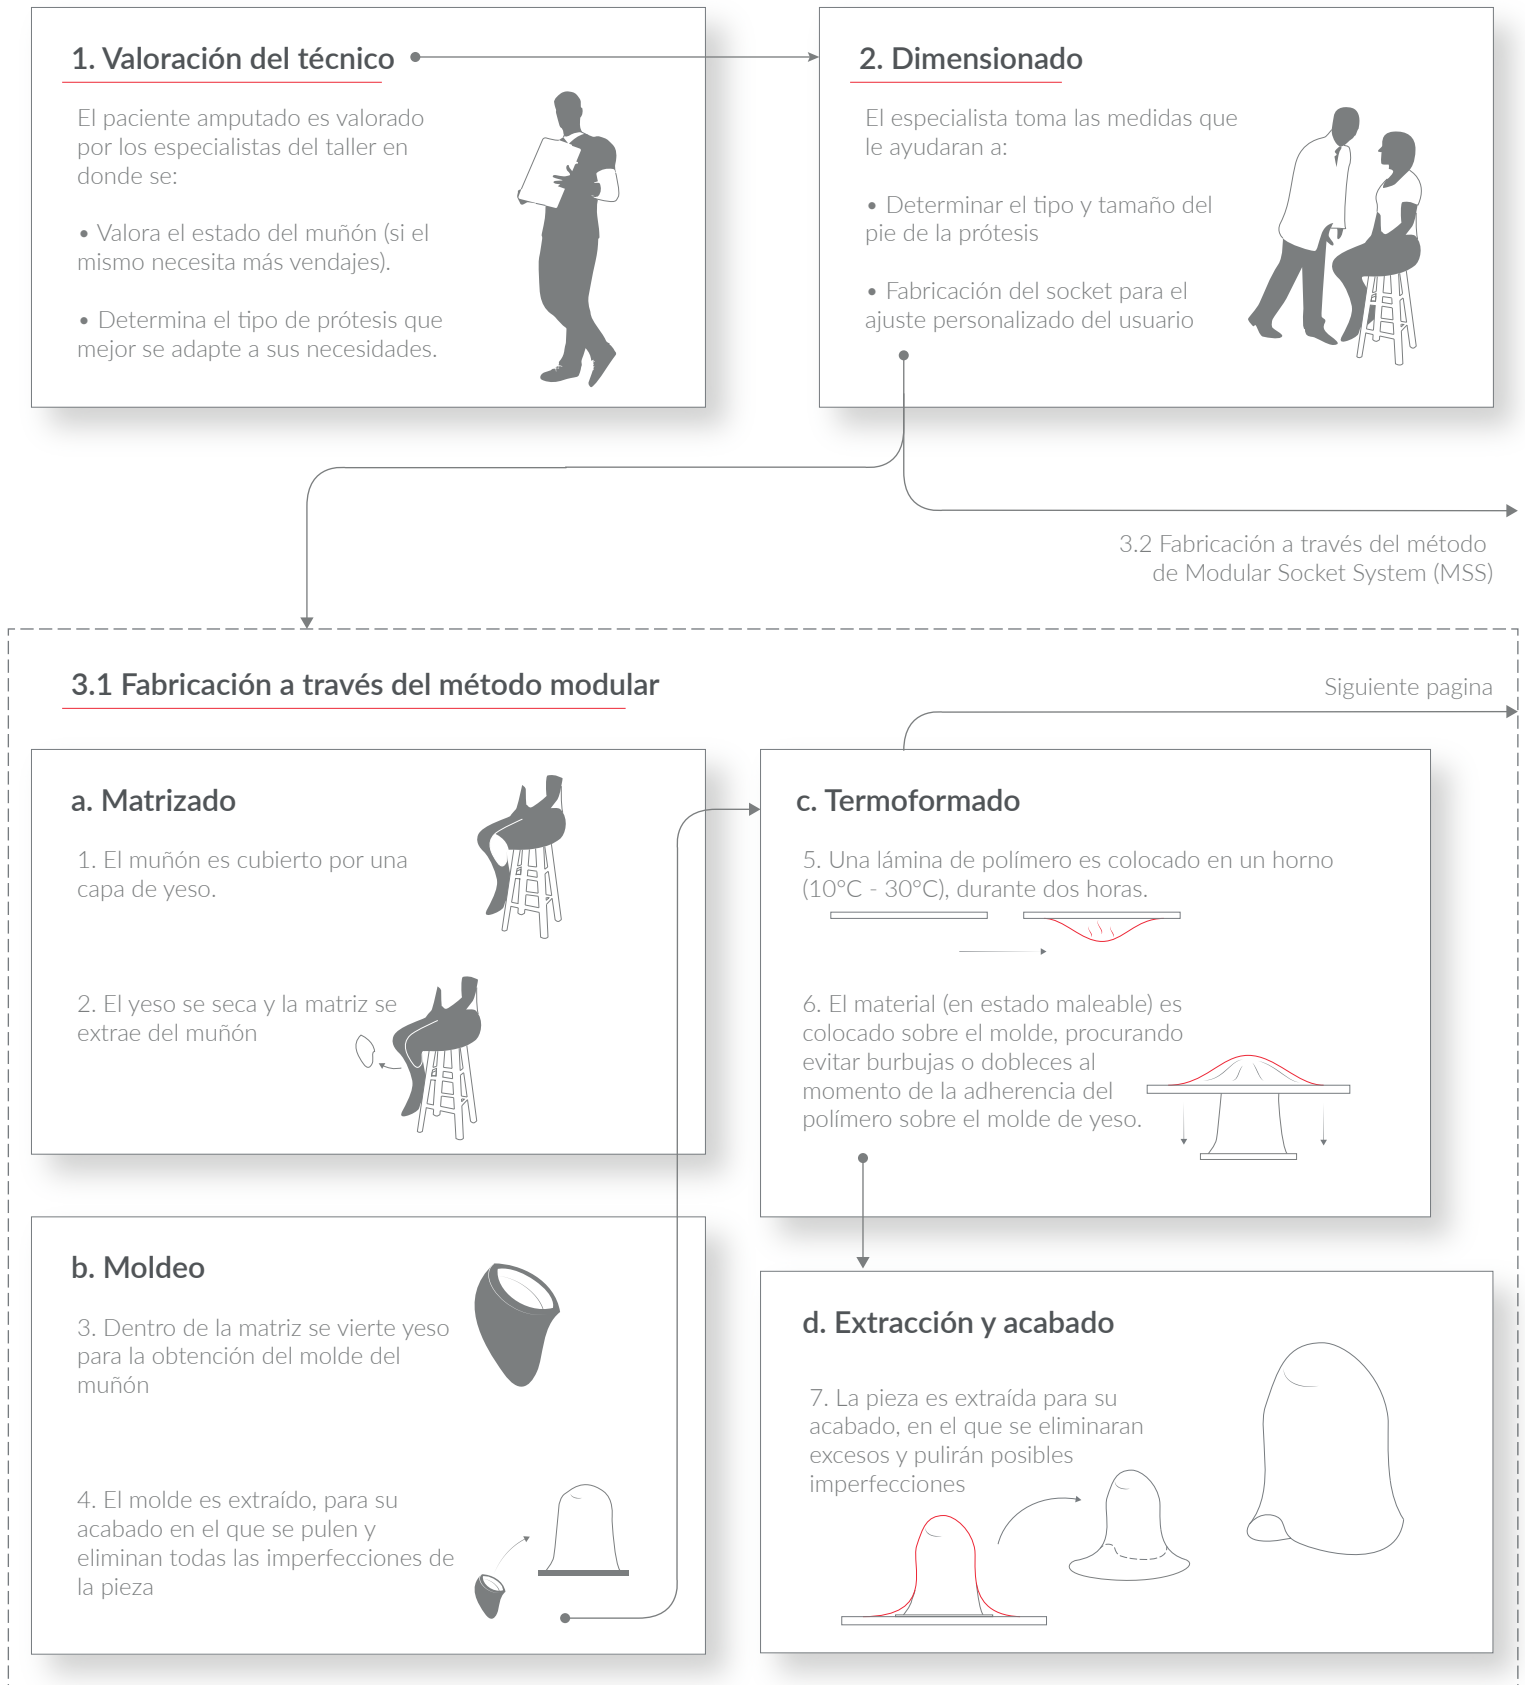 1. Valoración del técnico
El paciente amputado es valorado
por los especialistas del taller en
donde se:
• Valora el estado del muñón (si el
mismo necesita más vendajes).
• Determina el tipo de prótesis que
mejor se adapte a sus necesidades.
2. Dimensionado
El especialista toma las medidas que
le ayudaran a:
• Determinar el tipo y tamaño del
pie de la prótesis
• Fabricación del socket para el
ajuste personalizado del usuario
3.2 Fabricación a través del método
de Modular Socket System (MSS)
3.1 Fabricación a través del método modular
Siguiente pagina
a. Matrizado
1. El muñón es cubierto por una
capa de yeso.
2. El yeso se seca y la matriz se
extrae del muñón
b. Moldeo
3. Dentro de la matriz se vierte yeso
para la obtención del molde del
muñón
4. El molde es extraído, para su
acabado en el que se pulen y
eliminan todas las imperfecciones de
la pieza
c. Termoformado
5. Una lámina de polímero es colocado en un horno
(10°C - 30°C), durante dos horas.
6. El material (en estado maleable) es
colocado sobre el molde, procurando
evitar burbujas o dobleces al
momento de la adherencia del
polímero sobre el molde de yeso.
d. Extracción y acabado
7. La pieza es extraída para su
acabado, en el que se eliminaran
excesos y pulirán posibles
imperfecciones